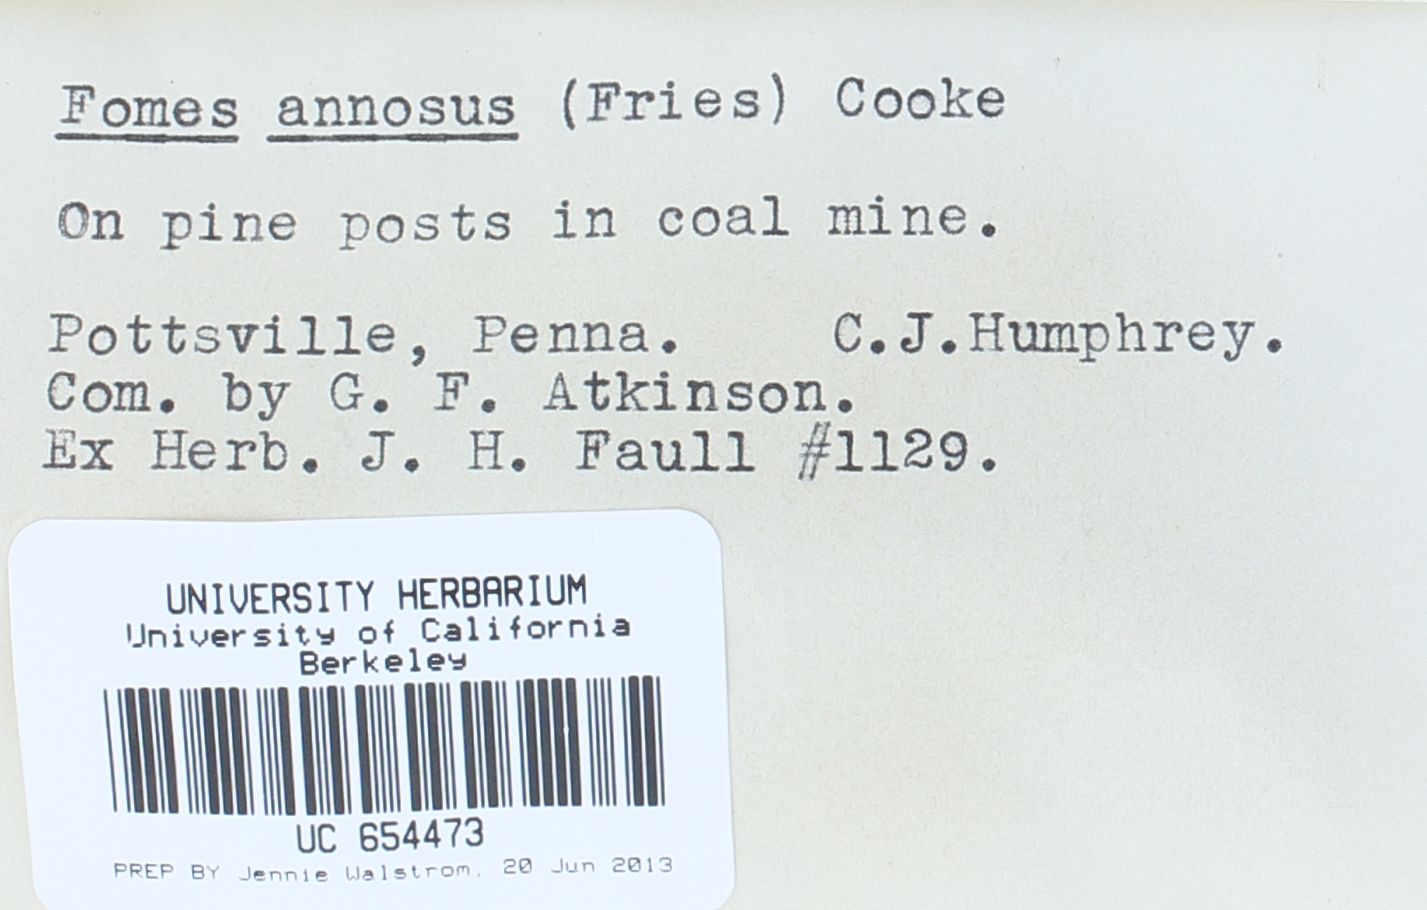 Fomes annosus (Fries) Cooke
On pine posts in coal mine.
Pottsville, Penna. C.J.Humphrey.
Com. by G. F. Atkinson.
Ex Herb. J. H. Faull #1129.
UNIVERSITY HERBARIUM
University of California
Berkeley
UC 654473
PREP BY Jennie Walstrom, 20 Jun 2013